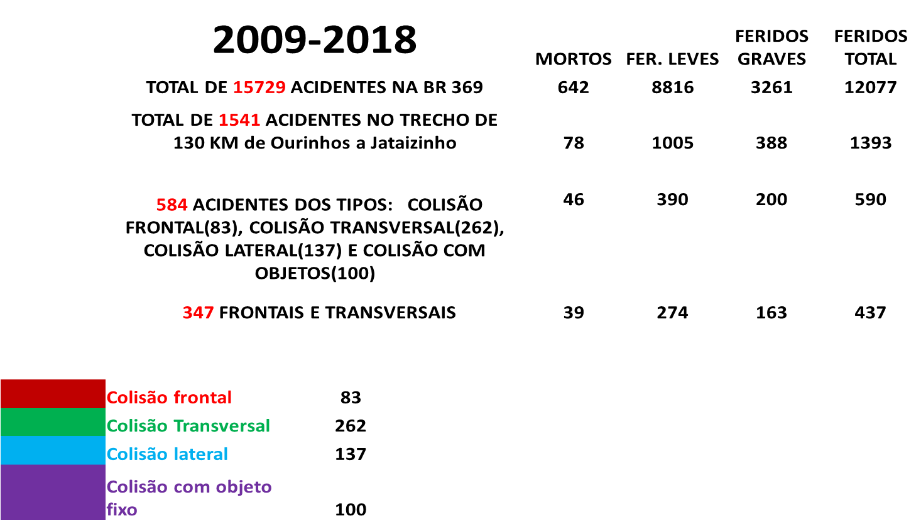 2009-2018
MORTOS FER. LEVES FERIDOS GRAVES FERIDOS TOTAL
TOTAL DE 15729 ACIDENTES NA BR 369 642 8816 3261 12077
TOTAL DE 1541 ACIDENTES NO TRECHO DE
130 KM de Ourinhos a Jataizinho 78 1005 388 1393
584 ACIDENTES DOS TIPOS: COLISÃO 46 390 200 590
FRONTAL(83), COLISÃO TRANSVERSAL(262),
COLISÃO LATERAL(137) E COLISÃO COM
OBJETOS(100)
347 FRONTAIS E TRANSVERSAIS 39 274 163 437
Colisão frontal 83
Colisão Transversal 262
Colisão lateral 137
Colisão com objeto
fixo 100